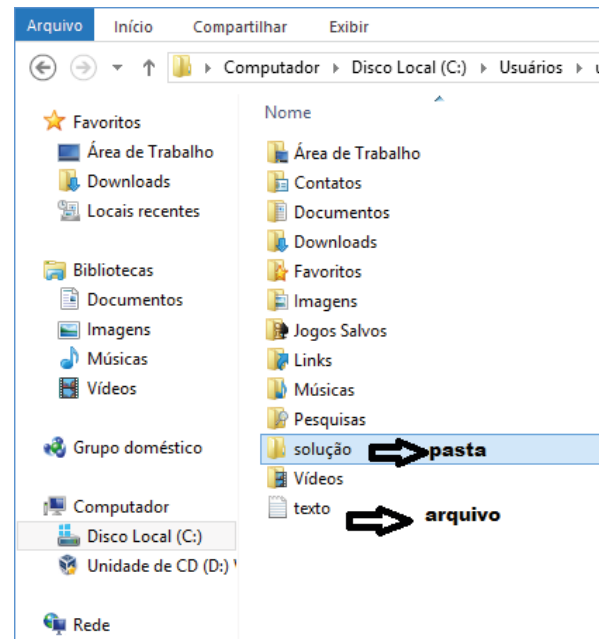 Arquivo Início Compartilhar Exibir
Computador Disco Local (C:) Usuários
Favoritos
Área de Trabalho
Downloads
Locais recentes
Bibliotecas
Documentos
Imagens
Músicas
Vídeos
Grupo doméstico
Computador
Disco Local (C:)
Unidade de CD (D:)
Rede
Nome
Área de Trabalho
Contatos
Documentos
Downloads
Favoritos
Imagens
Jogos Salvos
Links
Músicas
Pesquisas
solução pasta
Vídeos
texto arquivo